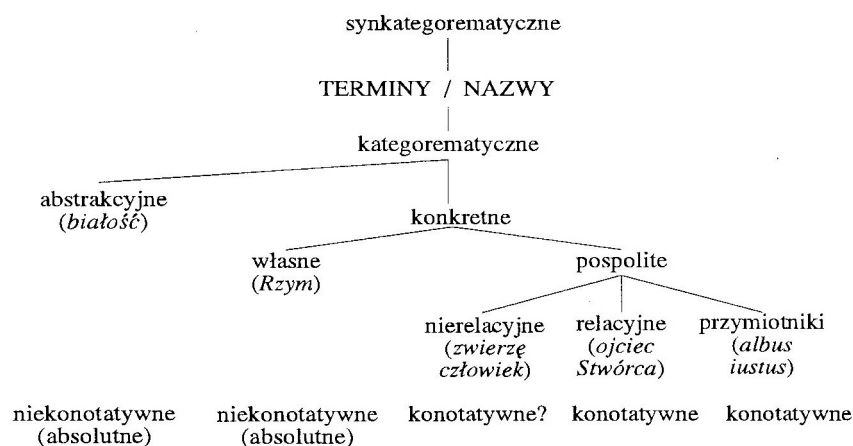 synkategorematyczne
TERMINY / NAZWY
kategorematyczne
abstrakcyjne
(białość)
konkretne
własne
(Rzym)
pospolite
nierelacyjne
(zwierzę
człowiek)
relacyjne
(ojciec
Stwórca)
przymiotniki
(albus
iustus)
niekonotatywne
(absolutne)
niekonotatywne
(absolutne)
konotatywne?
konotatywne
konotatywne